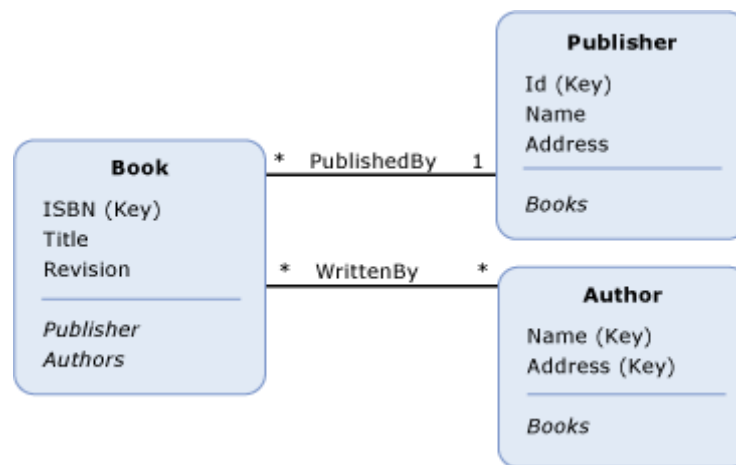 Book
ISBN (Key)
Title
Revision
Publisher
Authors
* PublishedBy 1
* WrittenBy *
Publisher
Id (Key)
Name
Address
Books
Author
Name (Key)
Address (Key)
Books